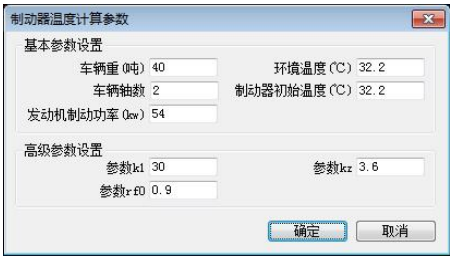 制动器温度计算参数
基本参数设置
车辆重(吨) 40 环境温度(℃) 32.2
车辆轴数 2 制动器初始温度(℃) 32.2
发动机制动功率(kw) 54
高级参数设置
参数k1 30 参数kz 3.6
参数rf0 0.9
确定 取消